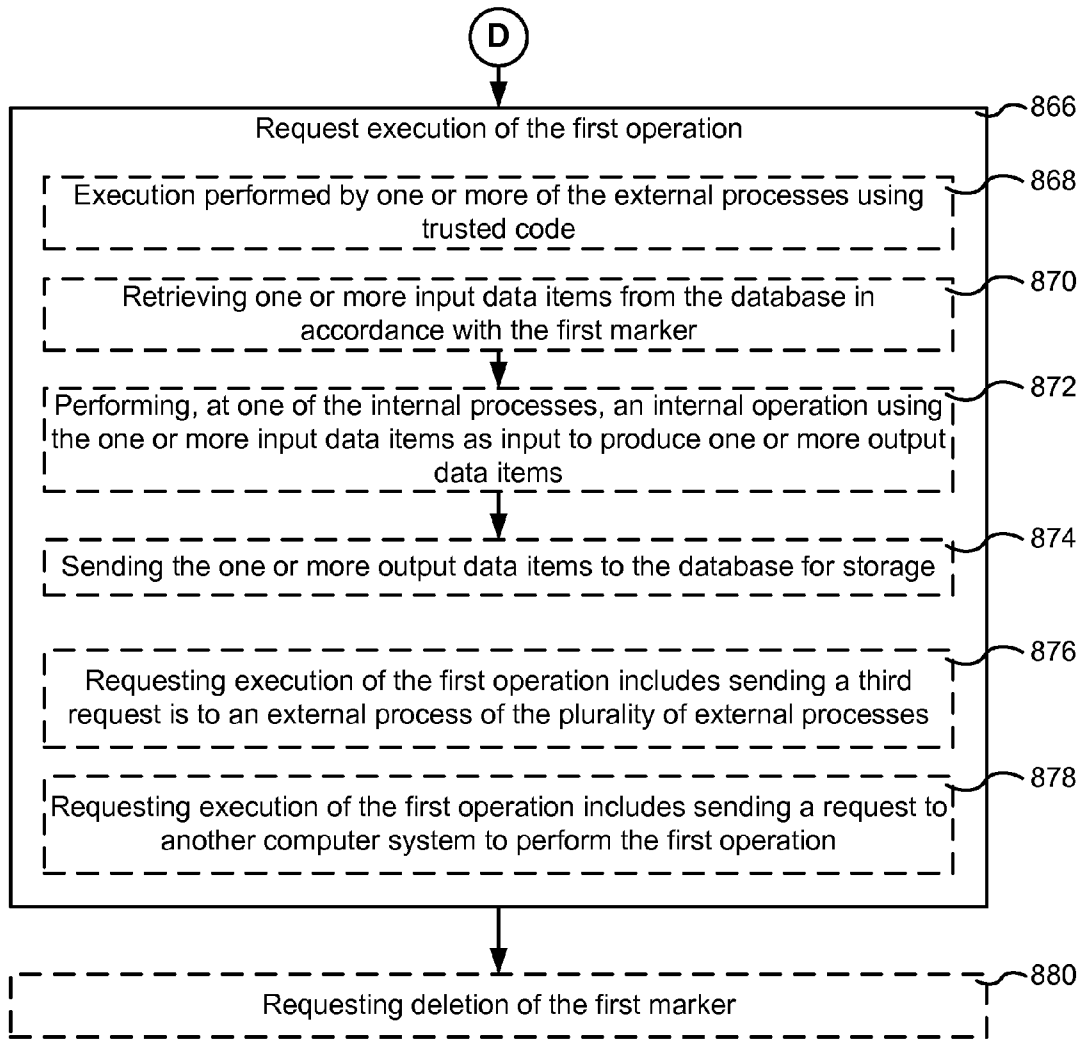 D
866
Request execution of the first operation
868
Execution performed by one or more of the external processes using
trusted code
870
Retrieving one or more input data items from the database in
accordance with the first marker
872
Performing, at one of the internal processes, an internal operation using
the one or more input data items as input to produce one or more output
data items
874
Sending the one or more output data items to the database for storage
876
Requesting execution of the first operation includes sending a third
request is to an external process of the plurality of external processes
878
Requesting execution of the first operation includes sending a request to
another computer system to perform the first operation
880
Requesting deletion of the first marker